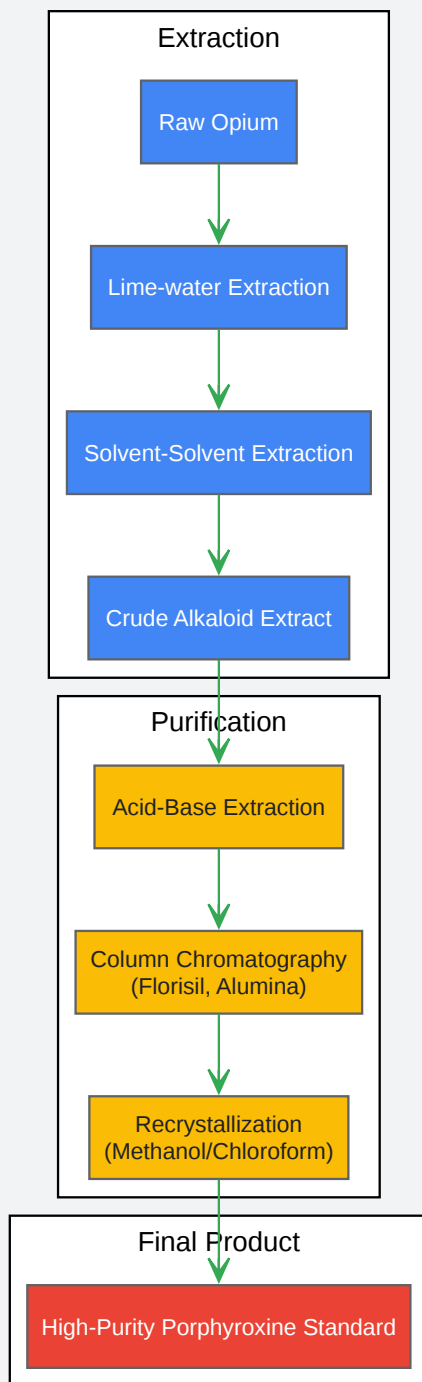 Extraction
Raw Opium
Lime-water Extraction
Solvent-Solvent Extraction
Crude Alkaloid Extract
Purification
Acid-Base Extraction
Column Chromatography
(Florisil, Alumina)
Recrystallization
(Methanol/Chloroform)
Final Product
High-Purity Porphyroxine Standard